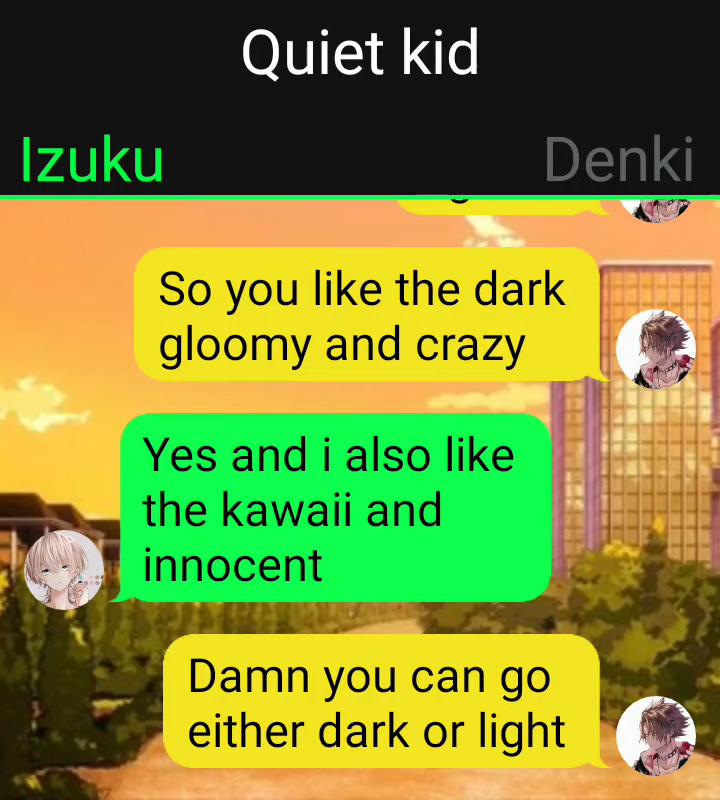 Quiet kid
Izuku
Denki
So you like the dark
gloomy and crazy
Yes and i also like
the kawaii and
innocent
Damn you can go
either dark or light